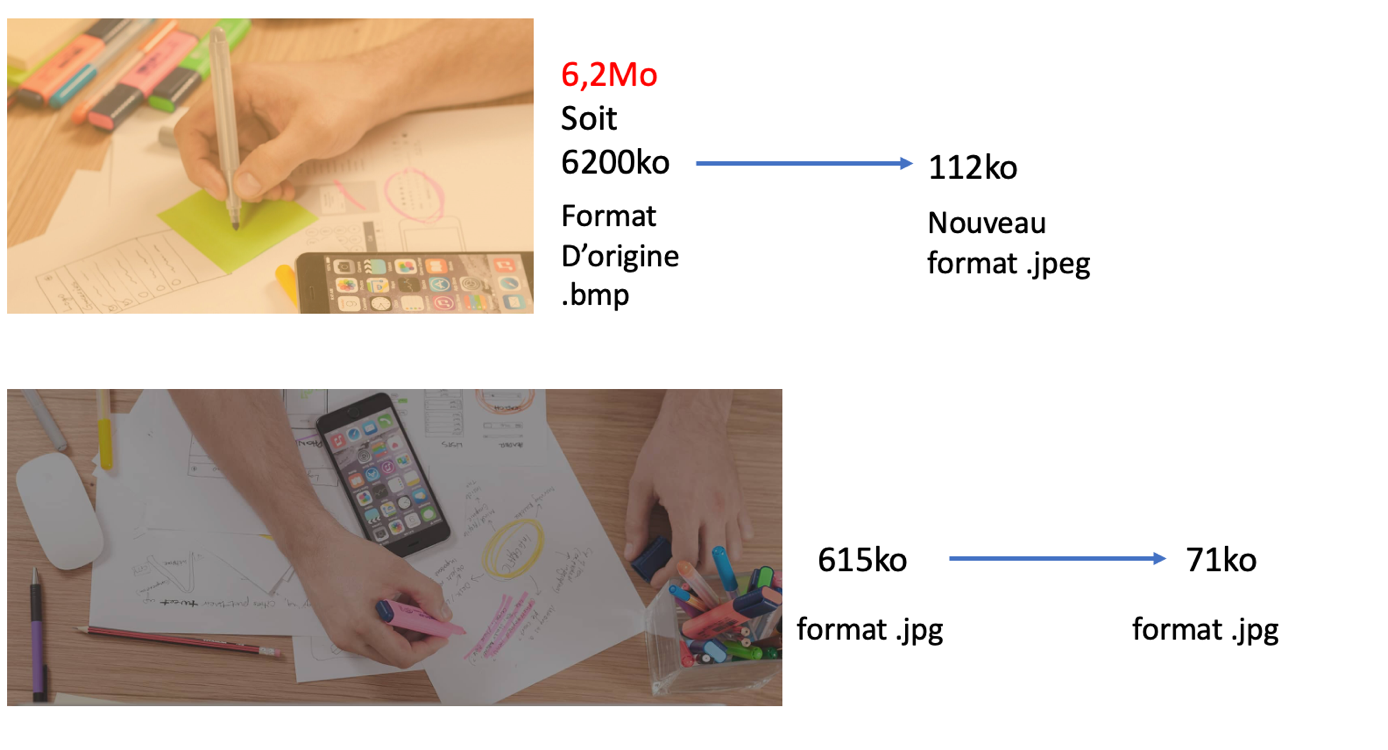 6,2Mo
Soit
6200ko
112ko
Format
D’origine
.bmp
Nouveau
format .jpeg
615ko
71ko
format .jpg
format .jpg